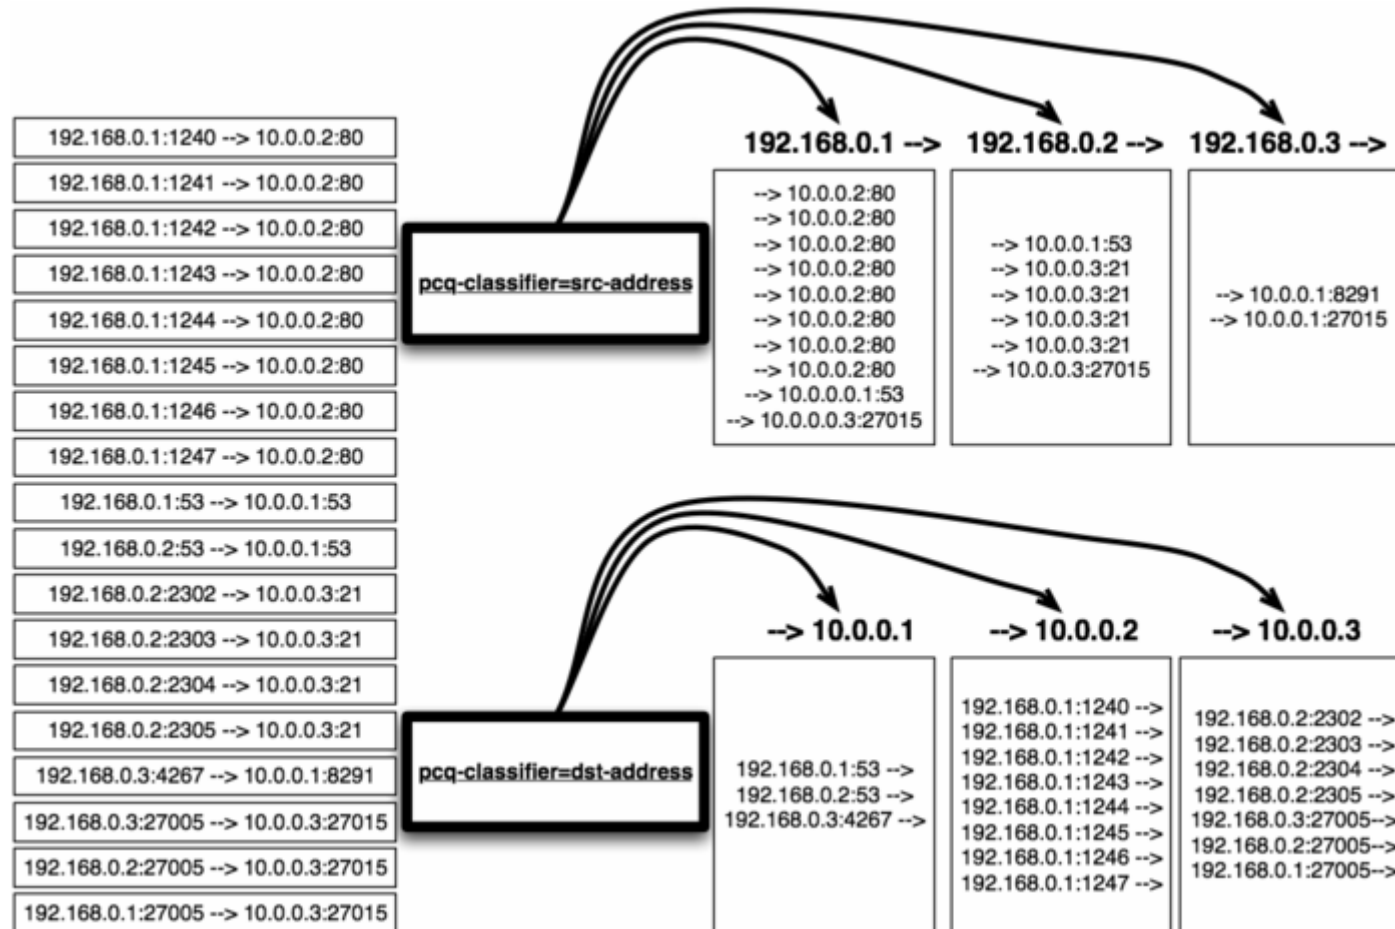 192.168.0.1:1240 --> 10.0.0.2:80
192.168.0.1:1241 --> 10.0.0.2:80
192.168.0.1:1242 --> 10.0.0.2:80
192.168.0.1:1243 --> 10.0.0.2:80
192.168.0.1:1244 --> 10.0.0.2:80
192.168.0.1:1245 --> 10.0.0.2:80
192.168.0.1:1246 --> 10.0.0.2:80
192.168.0.1:1247 --> 10.0.0.2:80
192.168.0.1:53 --> 10.0.0.1:53
192.168.0.2:53 --> 10.0.0.1:53
192.168.0.2:2302 --> 10.0.0.3:21
192.168.0.2:2303 --> 10.0.0.3:21
192.168.0.2:2304 --> 10.0.0.3:21
192.168.0.2:2305 --> 10.0.0.3:21
192.168.0.3:4267 --> 10.0.0.1:8291
192.168.0.3:27005 --> 10.0.0.3:27015
192.168.0.2:27005 --> 10.0.0.3:27015
192.168.0.1:27005 --> 10.0.0.3:27015
pcq-classifier=src-address
192.168.0.1 -->
--> 10.0.0.2:80
--> 10.0.0.2:80
--> 10.0.0.2:80
--> 10.0.0.2:80
--> 10.0.0.2:80
--> 10.0.0.2:80
--> 10.0.0.2:80
--> 10.0.0.2:80
--> 10.0.0.0.1:53
--> 10.0.0.0.3:27015
192.168.0.2 -->
--> 10.0.0.1:53
--> 10.0.0.3:21
--> 10.0.0.3:21
--> 10.0.0.3:21
--> 10.0.0.3:21
--> 10.0.0.3:27015
192.168.0.3 -->
--> 10.0.0.1:8291
--> 10.0.0.1:27015
pcq-classifier=dst-address
--> 10.0.0.1
192.168.0.1:53 -->
192.168.0.2:53 -->
192.168.0.3:4267 -->
--> 10.0.0.2
192.168.0.1:1240 -->
192.168.0.1:1241 -->
192.168.0.1:1242 -->
192.168.0.1:1243 -->
192.168.0.1:1244 -->
192.168.0.1:1245 -->
192.168.0.1:1246 -->
192.168.0.1:1247 -->
--> 10.0.0.3
192.168.0.2:2302 -->
192.168.0.2:2303 -->
192.168.0.2:2304 -->
192.168.0.2:2305 -->
192.168.0.3:27005-->
192.168.0.2:27005-->
192.168.0.1:27005-->